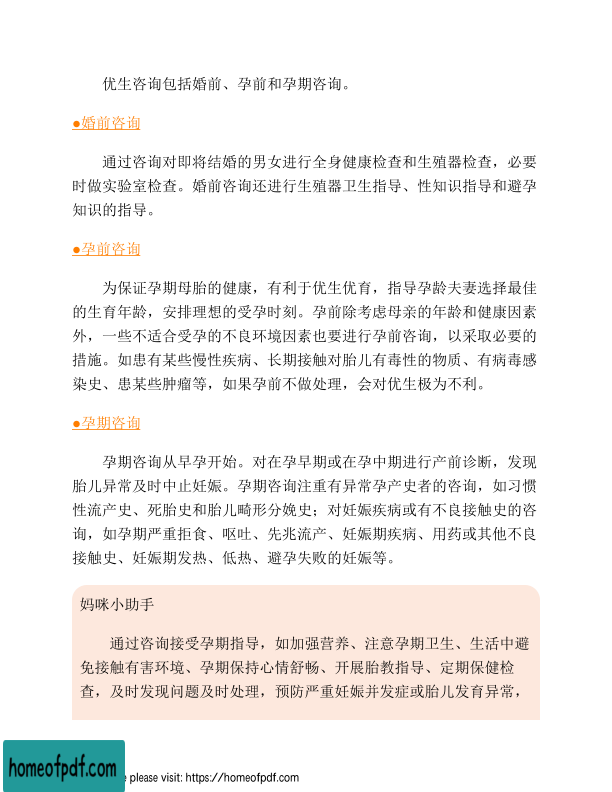 优生咨询包括婚前、孕前和孕期咨询。
●婚前咨询
通过咨询对即将结婚的男女进行全身健康检查和生殖器检查，必要
时做实验室检查。婚前咨询还进行生殖器卫生指导、性知识指导和避孕
知识的指导。
●孕前咨询
为保证孕期母胎的健康，有利于优生优育，指导孕龄夫妻选择最佳
的生育年龄，安排理想的受孕时刻。孕前除考虑母亲的年龄和健康因素
外，一些不适合受孕的不良环境因素也要进行孕前咨询，以采取必要的
措施。如患有某些慢性疾病、长期接触对胎儿有毒性的物质、有病毒感
染史、患某些肿瘤等，如果孕前不做处理，会对优生极为不利。
●孕期咨询
孕期咨询从早孕开始。对在孕早期或在孕中期进行产前诊断，发现
胎儿异常及时中止妊娠。孕期咨询注重有异常孕产史者的咨询，如习惯
性流产史、死胎史和胎儿畸形分娩史；对妊娠疾病或有不良接触史的咨
询，如孕期严重拒食、呕吐、先兆流产、妊娠期疾病、用药或其他不良
接触史、妊娠期发热、低热、避孕失败的妊娠等。
妈咪小助手
通过咨询接受孕期指导，如加强营养、注意孕期卫生、生活中避
免接触有害环境、孕期保持心情舒畅、开展胎教指导、定期保健检
查，及时发现问题及时处理，预防严重妊娠并发症或胎儿发育异常，
homeofpdf.com
e please visit: https://homeofpdf.com